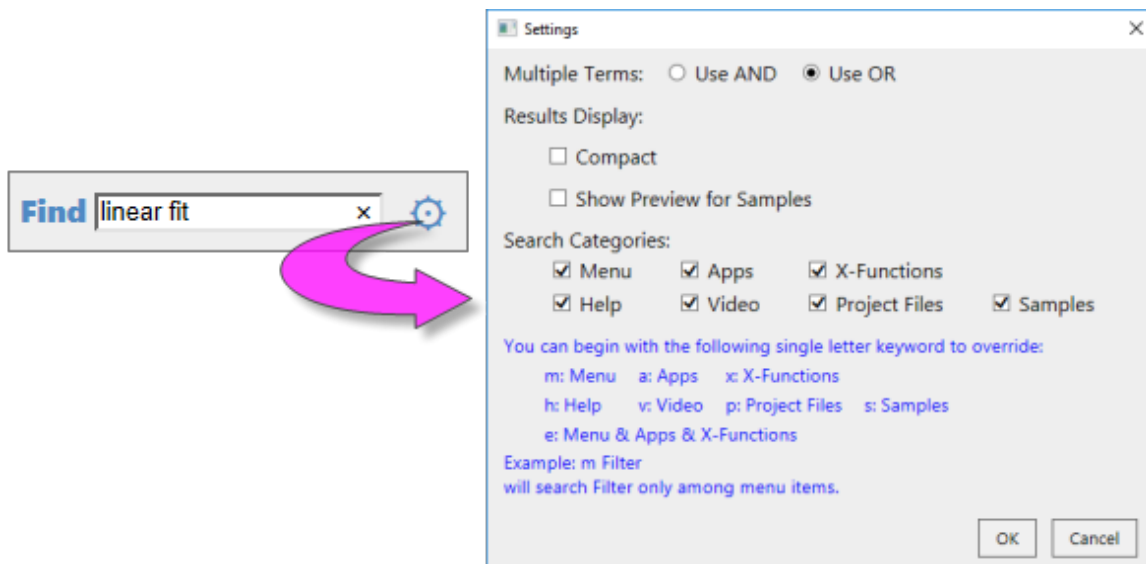 Find linear fit ×
Settings
Multiple Terms: Use AND Use OR
Results Display:
Compact
Show Preview for Samples
Search Categories:
Menu Apps X-Functions
Help Video Project Files Samples
You can begin with the following single letter keyword to override:
m: Menu a: Apps x: X-Functions
h: Help v: Video p: Project Files s: Samples
e: Menu & Apps & X-Functions
Example: m Filter
will search Filter only among menu items.
OK Cancel